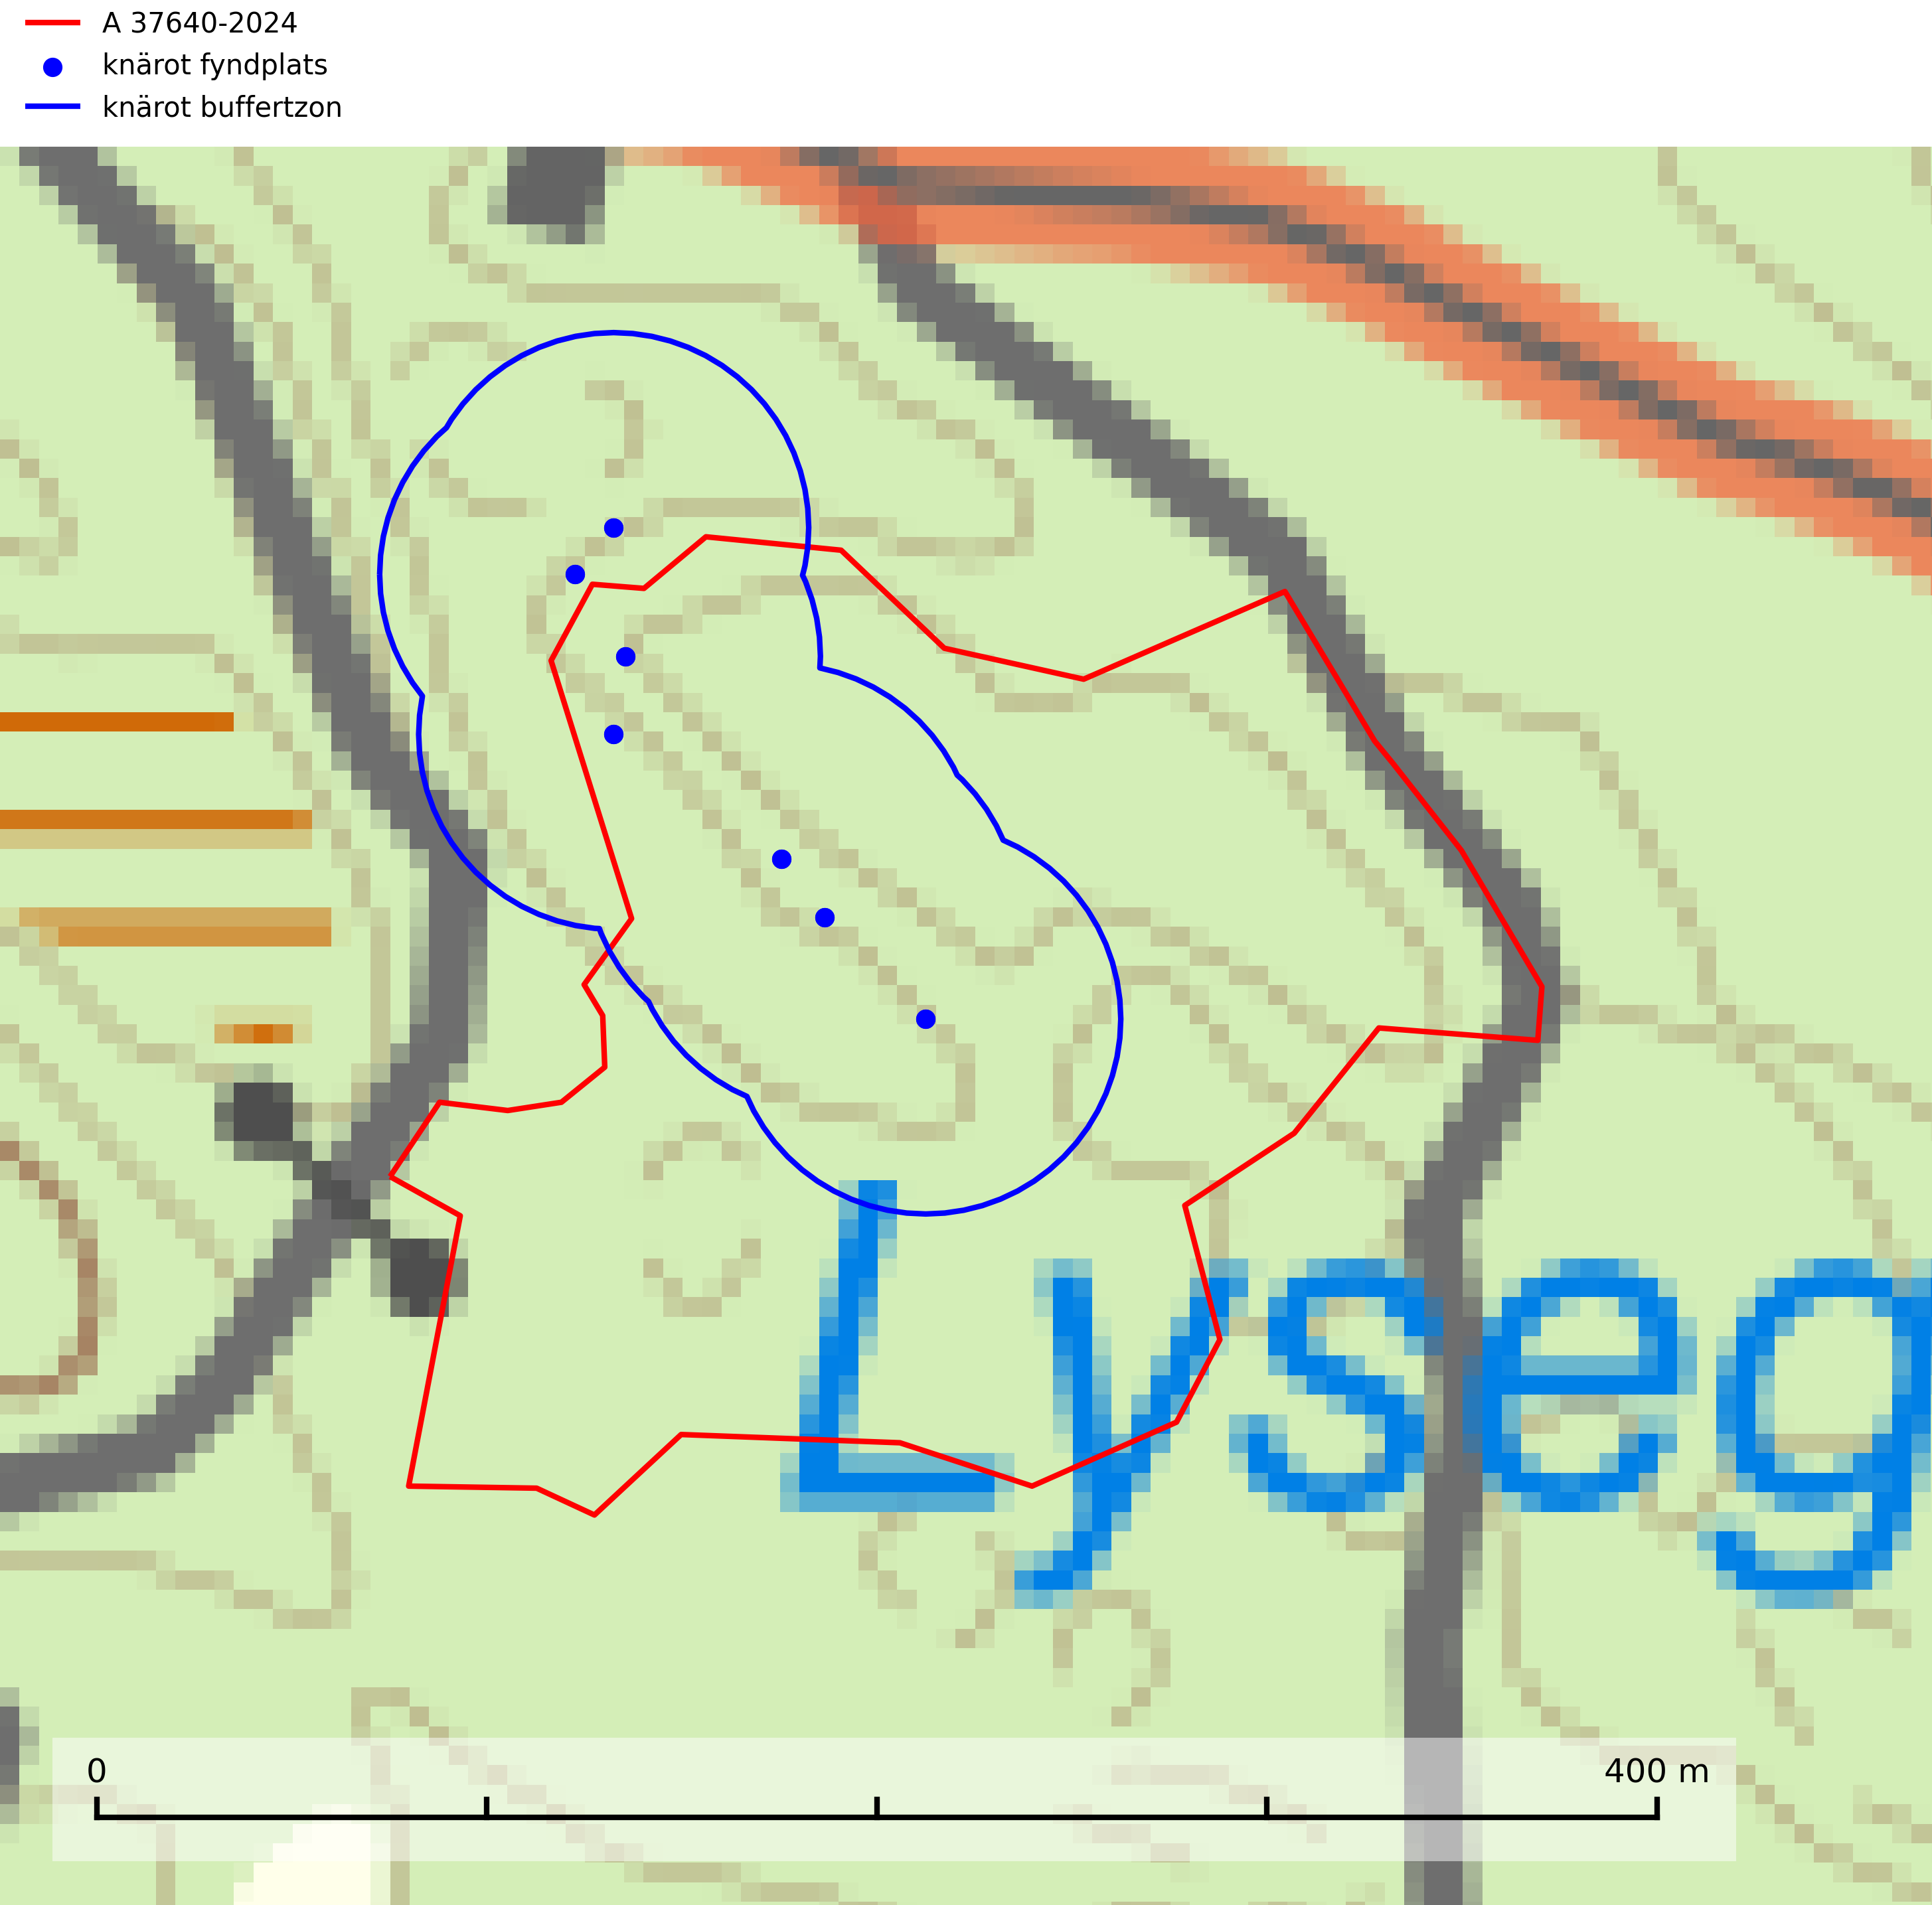 A 37640-2024
knärot fyndplats
knärot buffertzon
Lyseg
0 400 m